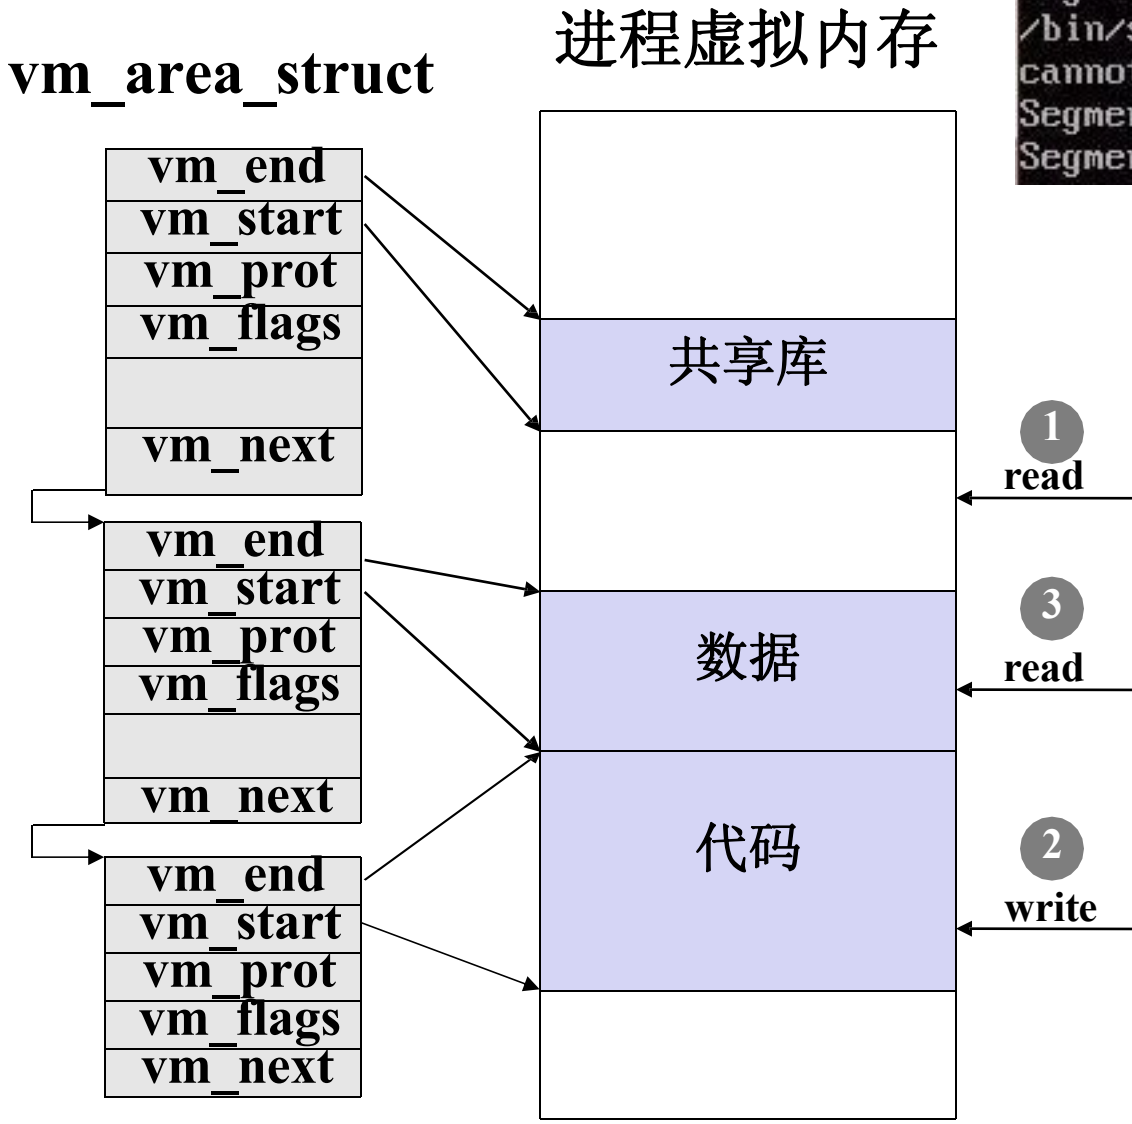 进程虚拟内存
vm_area_struct
/bin/
cannot
Segme
Segme
vm_end
vm_start
vm_prot
vm_flags
vm_next
vm_end
vm_start
vm_prot
vm_flags
vm_next
vm_end
vm_start
vm_prot
vm_flags
vm_next
共享库
数据
代码
1
read
3
read
2
write